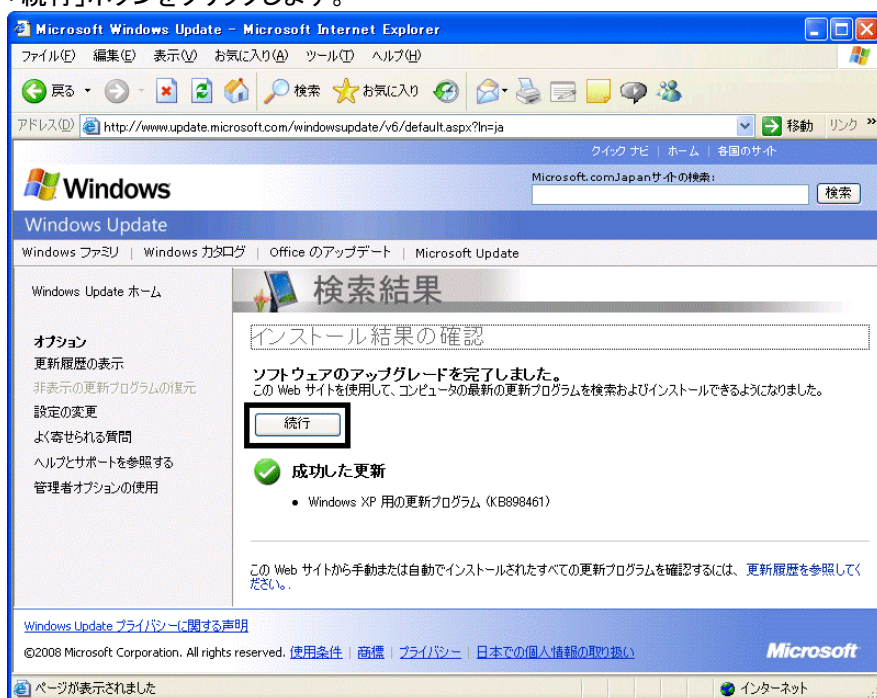 「続行」ボタンをクリックします。
Microsoft Windows Update - Microsoft Internet Explorer
ファイル(F) 編集(E) 表示(V) お気に入り(A) ツール(T) ヘルプ(H)
戻る 検索 お気に入り
アドレス(D) http://www.update.microsoft.com/windowsupdate/v6/default.aspx?ln=ja 移動 リンク »
クイック ナビ | ホーム | 各国のサイト
Windows
Microsoft.comJapanサイトの検索:
検索
Windows Update
Windows ファミリ | Windows カタログ | Office のアップデート | Microsoft Update
Windows Update ホーム
オプション
更新履歴の表示
非表示の更新プログラムの復元
設定の変更
よく寄せられる質問
ヘルプとサポートを参照する
管理者オプションの使用
検索結果
インストール結果の確認
ソフトウェアのアップグレードを完了しました。
この Web サイトを使用して、コンピュータの最新の更新プログラムを検索およびインストールできるようになりました。
続行
成功した更新
• Windows XP 用の更新プログラム (KB898461)
この Web サイトから手動または自動でインストールされたすべての更新プログラムを確認するには、 更新履歴を参照してく
ださい。.
Windows Update プライバシーに関する声明
©2008 Microsoft Corporation. All rights reserved. 使用条件 | 商標 | プライバシー | 日本での個人情報の取り扱い
Microsoft
ページが表示されました
インターネット